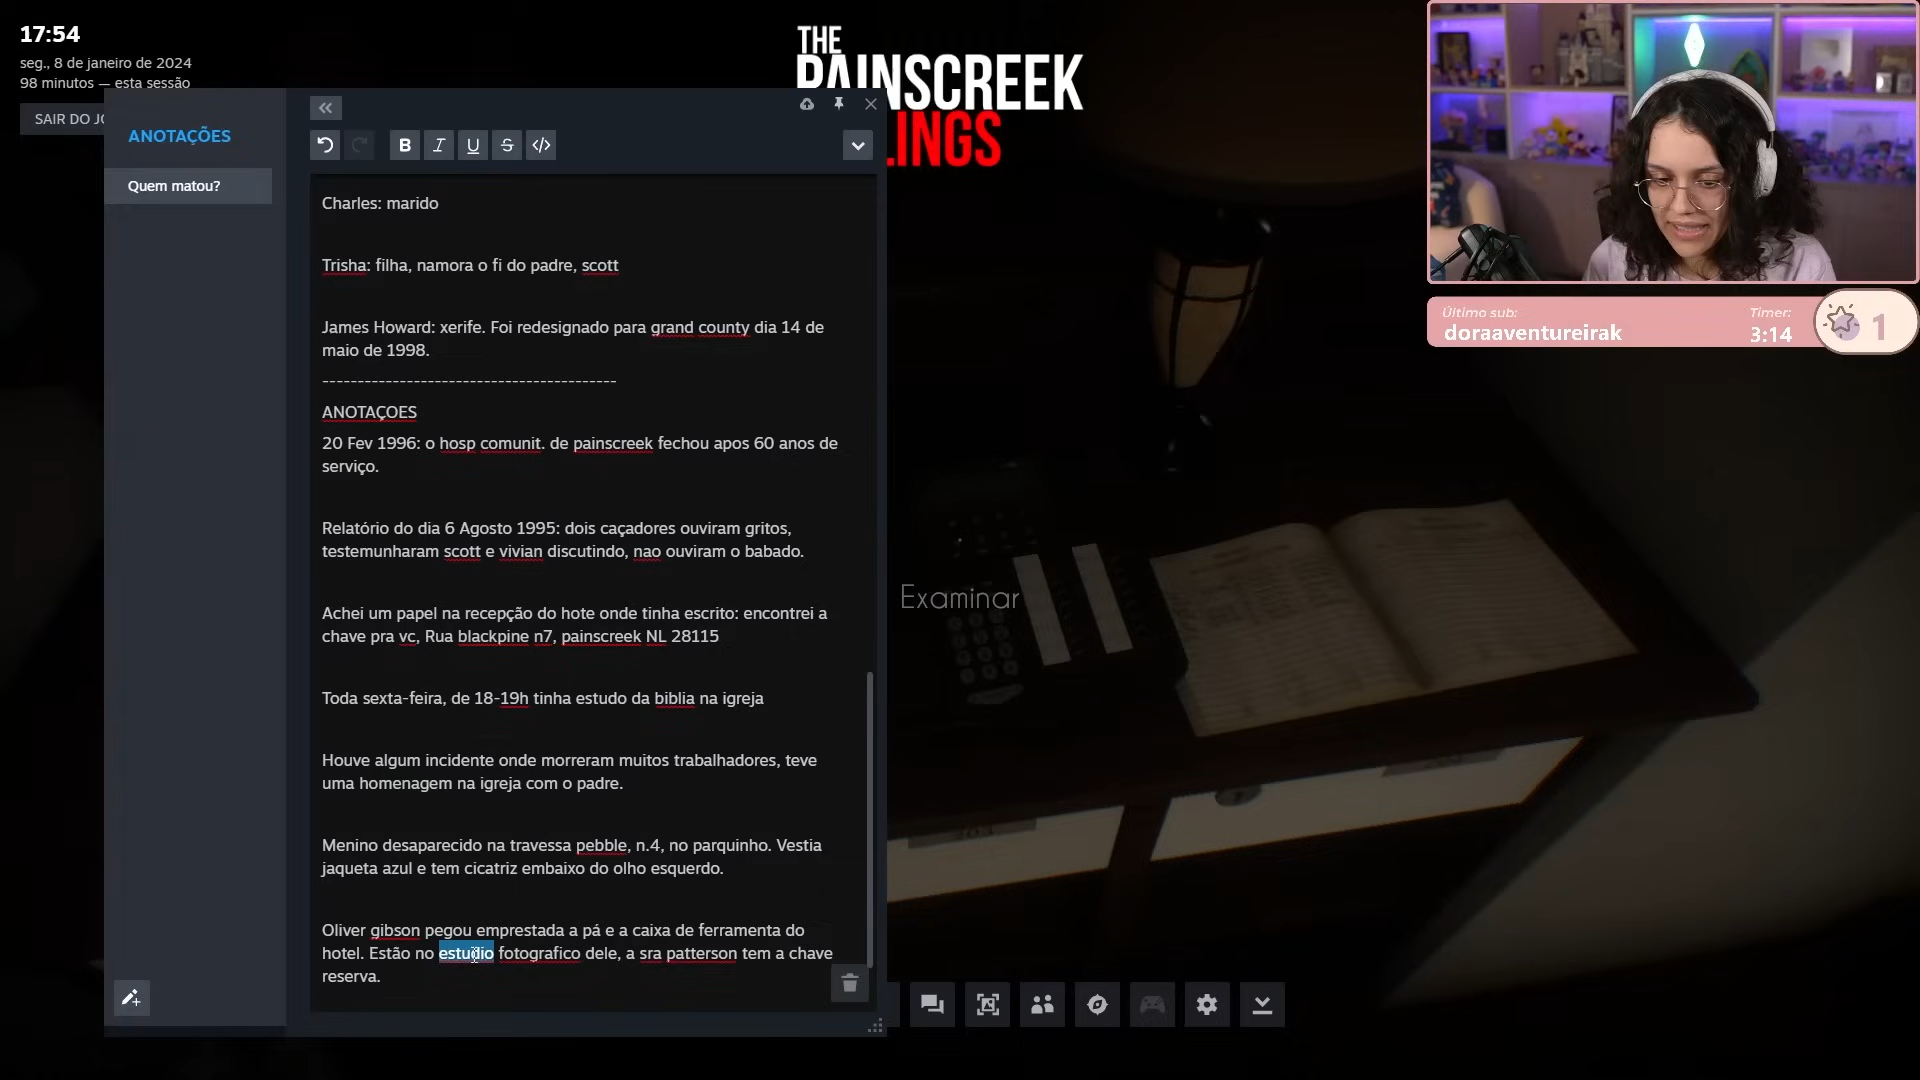 17:54
seg., 8 de janeiro de 2024
98 minutos — esta sessão
SAIR DO JO
THE
PAINSCREEK
LINGS
ANOTAÇÕES
Quem matou?
Charles: marido
Trisha: filha, namora o fi do padre, scott
James Howard: xerife. Foi redesignado para grand county dia 14 de
maio de 1998.
------------------------------------------
ANOTAÇOES
20 Fev 1996: o hosp comunit. de painscreek fechou apos 60 anos de
serviço.
Relatório do dia 6 Agosto 1995: dois caçadores ouviram gritos,
testemunharam scott e vivian discutindo, nao ouviram o babado.
Achei um papel na recepção do hote onde tinha escrito: encontrei a
chave pra vc, Rua blackpine n7, painscreek NL 28115
Toda sexta-feira, de 18-19h tinha estudo da biblia na igreja
Houve algum incidente onde morreram muitos trabalhadores, teve
uma homenagem na igreja com o padre.
Menino desaparecido na travessa pebble, n.4, no parquinho. Vestia
jaqueta azul e tem cicatriz embaixo do olho esquerdo.
Oliver gibson pegou emprestada a pá e a caixa de ferramenta do
hotel. Estão no estudio fotografico dele, a sra patterson tem a chave
reserva.
Examinar
Último sub:
doraaventureirak
Timer:
3:14
1